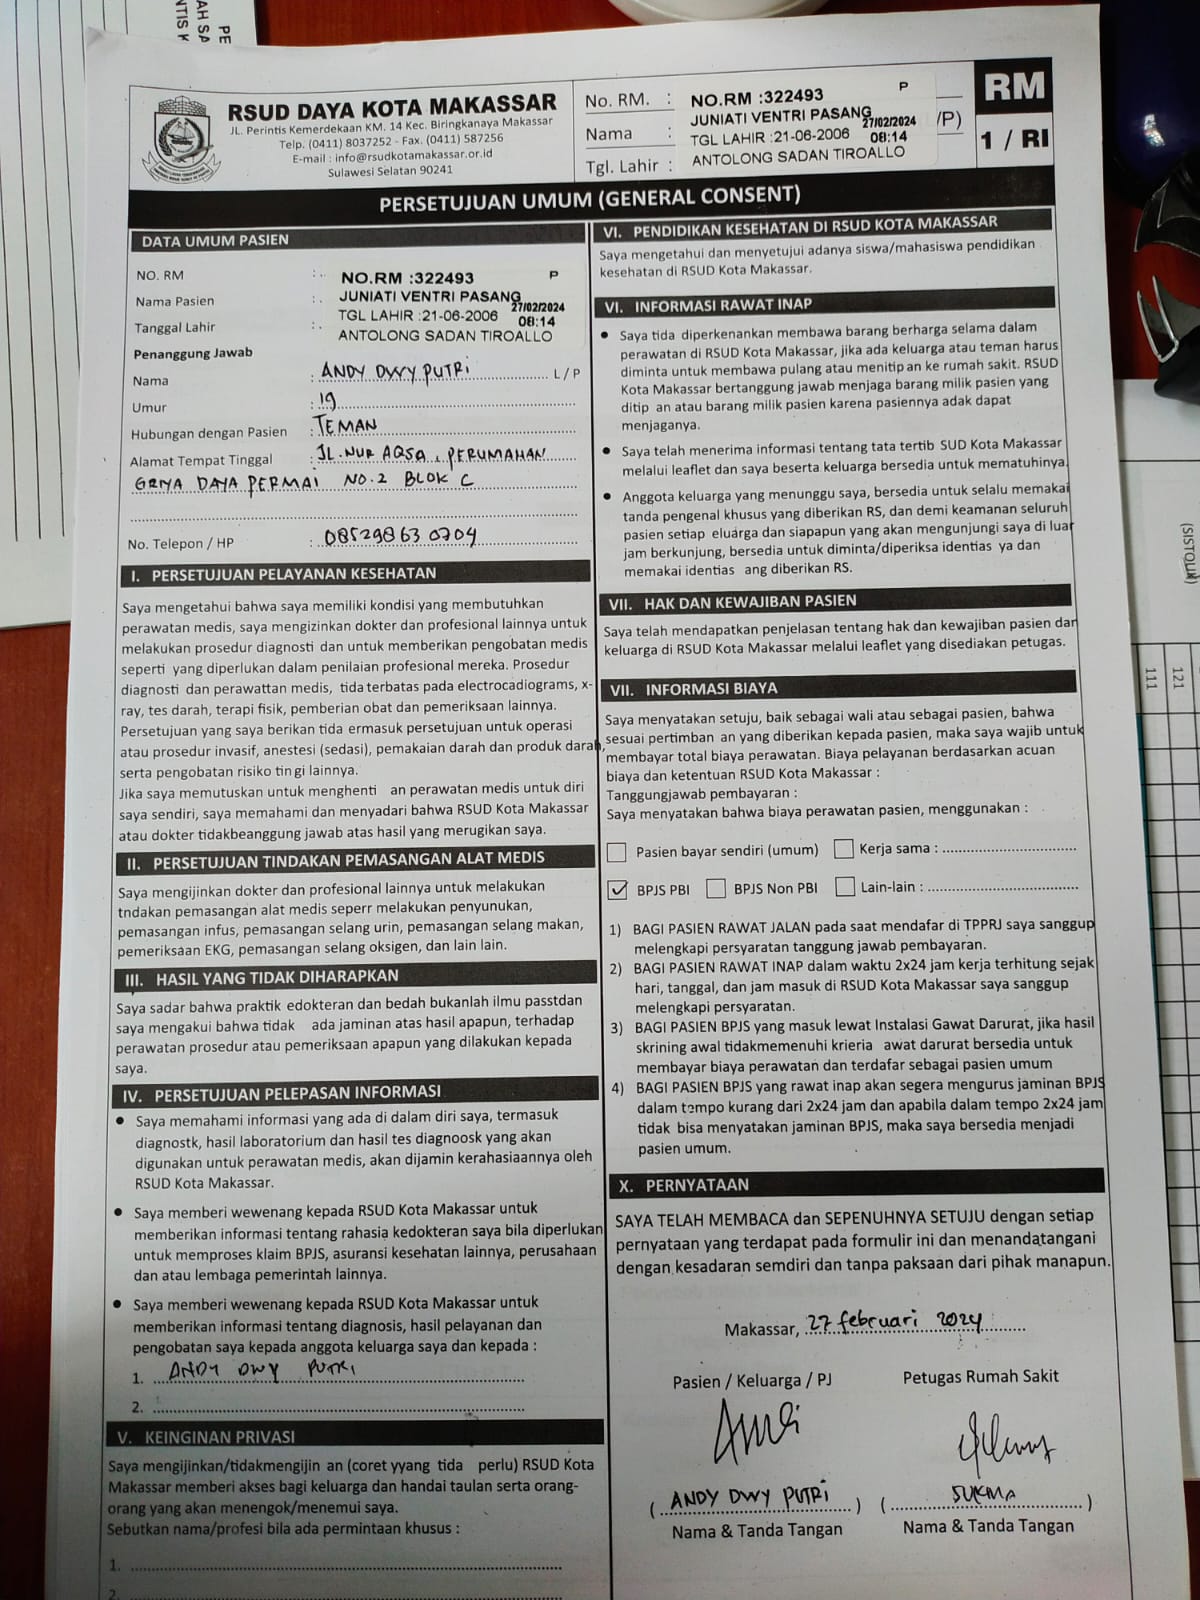 RSUD DAYA KOTA MAKASSAR
JL. Perintis Kemerdekaan KM. 14 Kec. Biringkanaya Makassar
Telp. (0411) 8037252 - Fax. (0411) 587256
E-mail : info@rsudkotamakassar.or.id
Sulawesi Selatan 90241
No. RM. :
Nama :
Tgl. Lahir :
NO.RM :322493 P
JUNIATI VENTRI PASANG
27/02/2024
TGL LAHIR :21-06-2006 08:14
ANTOLONG SADAN TIROALLO
/P)
RM
1 / RI
PERSETUJUAN UMUM (GENERAL CONSENT)
DATA UMUM PASIEN
NO. RM :
Nama Pasien :
Tanggal Lahir :
NO.RM :322493 P
JUNIATI VENTRI PASANG
27/02/2024
TGL LAHIR :21-06-2006 08:14
ANTOLONG SADAN TIROALLO
Penanggung Jawab
Nama : ANDY DWY PUTRI L / P
Umur : 19
Hubungan dengan Pasien : TEMAN
Alamat Tempat Tinggal : JL. NUR AQSA, PERUMAHAN
GRIYA DAYA PERMAI NO.2 BLOK C
No. Telepon / HP : 085298630704
I. PERSETUJUAN PELAYANAN KESEHATAN
Saya mengetahui bahwa saya memiliki kondisi yang membutuhkan
perawatan medis, saya mengizinkan dokter dan profesional lainnya untuk
melakukan prosedur diagnosti dan untuk memberikan pengobatan medis
seperti yang diperlukan dalam penilaian profesional mereka. Prosedur
diagnosti dan perawattan medis, tida terbatas pada electrocadiograms, x-
ray, tes darah, terapi fisik, pemberian obat dan pemeriksaan lainnya.
Persetujuan yang saya berikan tida ermasuk persetujuan untuk operasi
atau prosedur invasif, anestesi (sedasi), pemakaian darah dan produk darah,
serta pengobatan risiko tin gi lainnya.
Jika saya memutuskan untuk menghenti an perawatan medis untuk diri
saya sendiri, saya memahami dan menyadari bahwa RSUD Kota Makassar
atau dokter tidakbeanggung jawab atas hasil yang merugikan saya.
II. PERSETUJUAN TINDAKAN PEMASANGAN ALAT MEDIS
Saya mengijinkan dokter dan profesional lainnya untuk melakukan
tndakan pemasangan alat medis seperr melakukan penyunukan,
pemasangan infus, pemasangan selang urin, pemasangan selang makan,
pemeriksaan EKG, pemasangan selang oksigen, dan lain lain.
III. HASIL YANG TIDAK DIHARAPKAN
Saya sadar bahwa praktik edokteran dan bedah bukanlah ilmu passtdan
saya mengakui bahwa tidak ada jaminan atas hasil apapun, terhadap
perawatan prosedur atau pemeriksaan apapun yang dilakukan kepada
saya.
IV. PERSETUJUAN PELEPASAN INFORMASI
• Saya memahami informasi yang ada di dalam diri saya, termasuk
diagnostk, hasil laboratorium dan hasil tes diagnoosk yang akan
digunakan untuk perawatan medis, akan dijamin kerahasiaannya oleh
RSUD Kota Makassar.
• Saya memberi wewenang kepada RSUD Kota Makassar untuk
memberikan informasi tentang rahasia kedokteran saya bila diperlukan
untuk memproses klaim BPJS, asuransi kesehatan lainnya, perusahaan
dan atau lembaga pemerintah lainnya.
• Saya memberi wewenang kepada RSUD Kota Makassar untuk
memberikan informasi tentang diagnosis, hasil pelayanan dan
pengobatan saya kepada anggota keluarga saya dan kepada :
1. ANDY DWY PUTRI
2.
V. KEINGINAN PRIVASI
Saya mengijinkan/tidakmengijin an (coret yyang tida perlu) RSUD Kota
Makassar memberi akses bagi keluarga dan handai taulan serta orang-
orang yang akan menengok/menemui saya.
Sebutkan nama/profesi bila ada permintaan khusus :
1.
2.
VI. PENDIDIKAN KESEHATAN DI RSUD KOTA MAKASSAR
Saya mengetahui dan menyetujui adanya siswa/mahasiswa pendidikan
kesehatan di RSUD Kota Makassar.
VI. INFORMASI RAWAT INAP
• Saya tida diperkenankan membawa barang berharga selama dalam
perawatan di RSUD Kota Makassar, jika ada keluarga atau teman harus
diminta untuk membawa pulang atau menitip an ke rumah sakit. RSUD
Kota Makassar bertanggung jawab menjaga barang milik pasien yang
ditip an atau barang milik pasien karena pasiennya adak dapat
menjaganya.
• Saya telah menerima informasi tentang tata tertib SUD Kota Makassar
melalui leaflet dan saya beserta keluarga bersedia untuk mematuhinya.
• Anggota keluarga yang menunggu saya, bersedia untuk selalu memakai
tanda pengenal khusus yang diberikan RS, dan demi keamanan seluruh
pasien setiap eluarga dan siapapun yang akan mengunjungi saya di luar
jam berkunjung, bersedia untuk diminta/diperiksa identias ya dan
memakai identias ang diberikan RS.
VII. HAK DAN KEWAJIBAN PASIEN
Saya telah mendapatkan penjelasan tentang hak dan kewajiban pasien dan
keluarga di RSUD Kota Makassar melalui leaflet yang disediakan petugas.
VII. INFORMASI BIAYA
Saya menyatakan setuju, baik sebagai wali atau sebagai pasien, bahwa
sesuai pertimban an yang diberikan kepada pasien, maka saya wajib untuk
membayar total biaya perawatan. Biaya pelayanan berdasarkan acuan
biaya dan ketentuan RSUD Kota Makassar :
Tanggungjawab pembayaran :
Saya menyatakan bahwa biaya perawatan pasien, menggunakan :
Pasien bayar sendiri (umum) Kerja sama :
✓ BPJS PBI BPJS Non PBI Lain-lain :
1) BAGI PASIEN RAWAT JALAN pada saat mendafar di TPPRJ saya sanggup
melengkapi persyaratan tanggung jawab pembayaran.
2) BAGI PASIEN RAWAT INAP dalam waktu 2x24 jam kerja terhitung sejak
hari, tanggal, dan jam masuk di RSUD Kota Makassar saya sanggup
melengkapi persyaratan.
3) BAGI PASIEN BPJS yang masuk lewat Instalasi Gawat Darurat, jika hasil
skrining awal tidakmemenuhi krieria awat darurat bersedia untuk
membayar biaya perawatan dan terdafar sebagai pasien umum
4) BAGI PASIEN BPJS yang rawat inap akan segera mengurus jaminan BPJS
dalam tempo kurang dari 2x24 jam dan apabila dalam tempo 2x24 jam
tidak bisa menyatakan jaminan BPJS, maka saya bersedia menjadi
pasien umum.
X. PERNYATAAN
SAYA TELAH MEMBACA dan SEPENUHNYA SETUJU dengan setiap
pernyataan yang terdapat pada formulir ini dan menandatangani
dengan kesadaran semdiri dan tanpa paksaan dari pihak manapun.
Makassar, 27 februari 2024
Pasien / Keluarga / PJ Petugas Rumah Sakit
( ANDY DWY PUTRI ) ( SUKMA )
Nama & Tanda Tangan Nama & Tanda Tangan
(SISTOLIK)
121
111